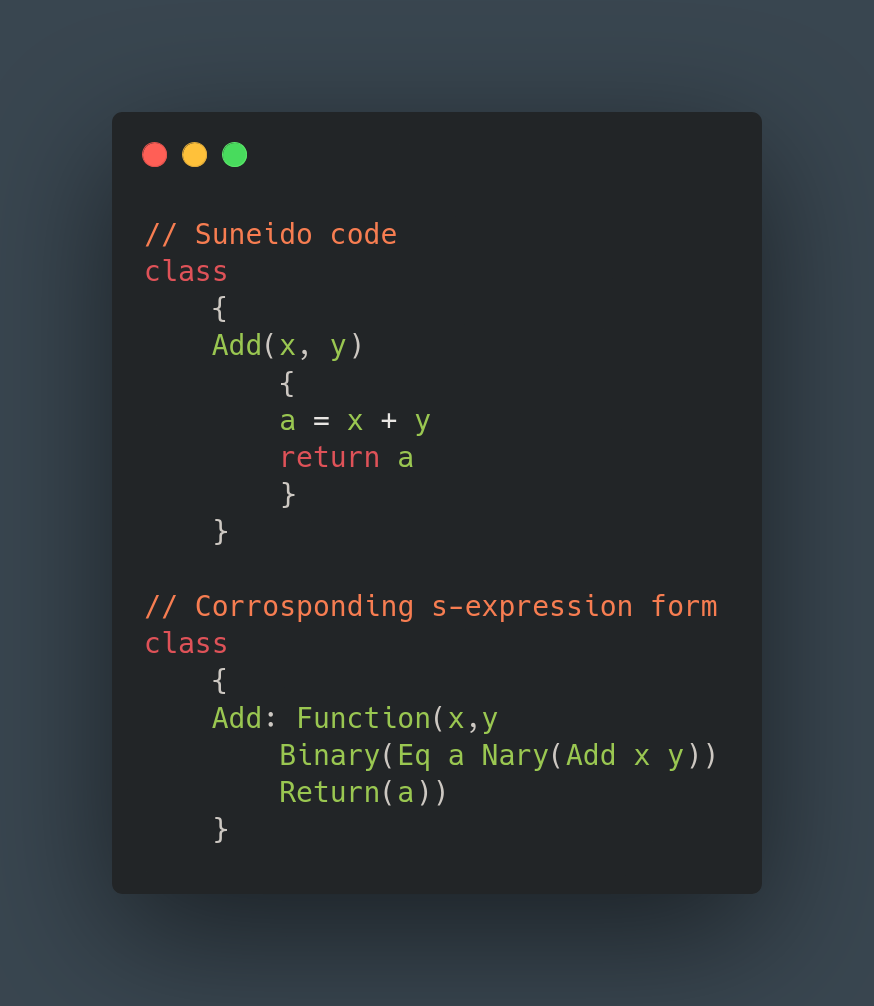 // Suneido code
class
    {
    Add(x, y)
        {
        a = x + y
        return a
        }
    }

// Corrosponding s-expression form
class
    {
    Add: Function(x,y
        Binary(Eq a Nary(Add x y))
        Return(a))
    }